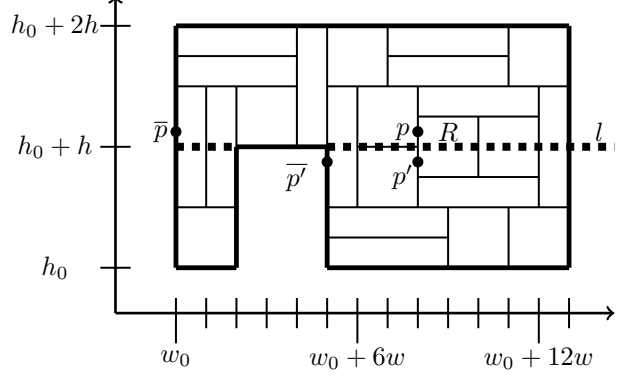 h₀ + 2h
p̅
p
R
l
h₀ + h
p̅′
p′
h₀
w₀
w₀ + 6w
w₀ + 12w